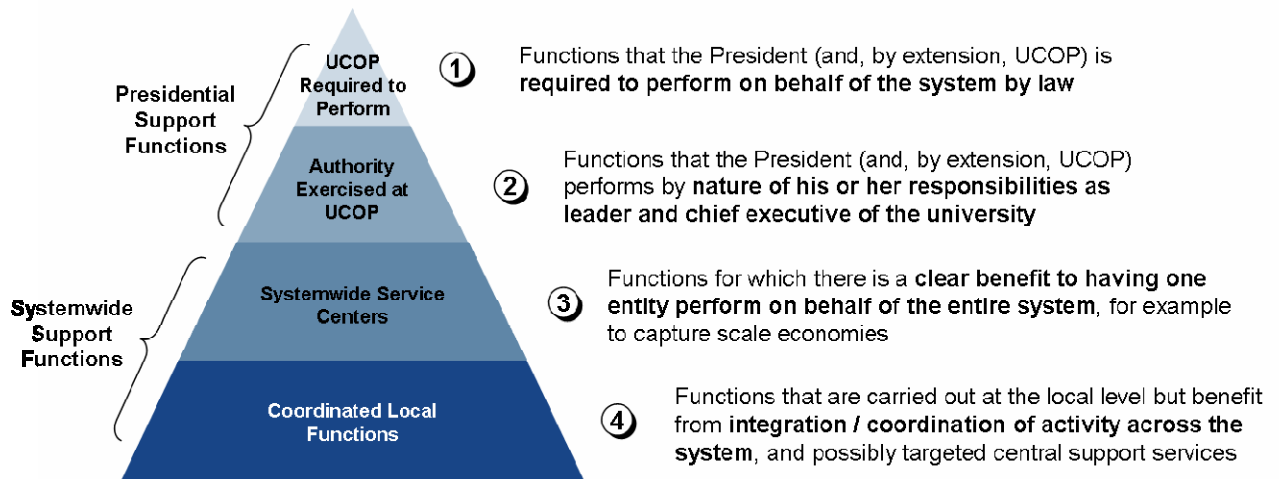 Presidential
Support
Functions
UCOP
Required to
Perform
1
Functions that the President (and, by extension, UCOP) is
required to perform on behalf of the system by law
Authority
Exercised at
UCOP
2
Functions that the President (and, by extension, UCOP)
performs by nature of his or her responsibilities as
leader and chief executive of the university
Systemwide
Support
Functions
Systemwide Service
Centers
3
Functions for which there is a clear benefit to having one
entity perform on behalf of the entire system, for example
to capture scale economies
Coordinated Local
Functions
4
Functions that are carried out at the local level but benefit
from integration / coordination of activity across the
system, and possibly targeted central support services